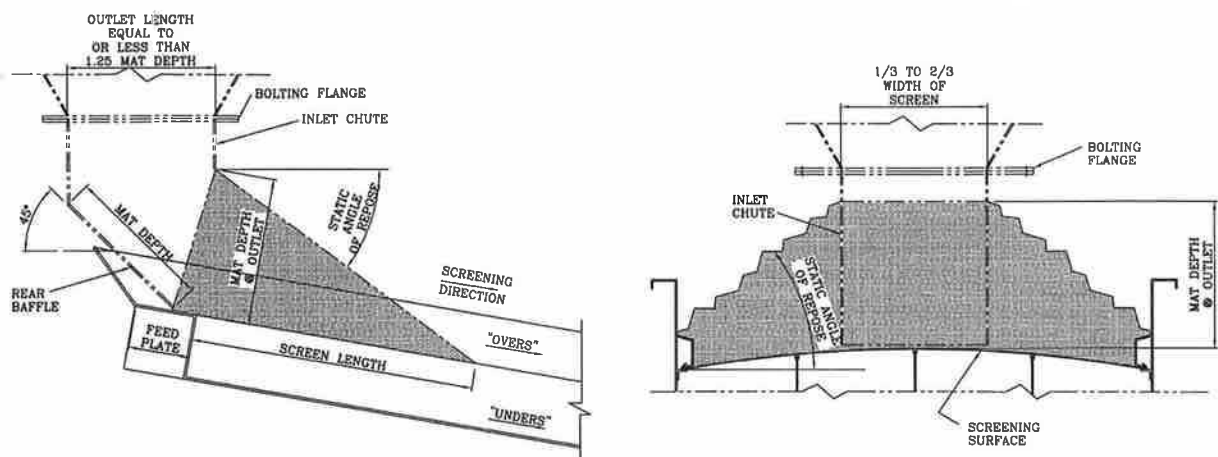 OUTLET LENGTH
EQUAL TO
OR LESS THAN
1.25 MAT DEPTH
BOLTING FLANGE
INLET CHUTE
45°
MAT DEPTH
STATIC
ANGLE
OF REPOSE
MAT DEPTH
@ OUTLET
REAR
BAFFLE
SCREENING
DIRECTION
FEED
PLATE
SCREEN LENGTH
"OVERS"
"UNDERS"
1/3 TO 2/3
WIDTH OF
SCREEN
BOLTING
FLANGE
INLET
CHUTE
STATIC ANGLE
OF REPOSE
MAT DEPTH
@ OUTLET
SCREENING
SURFACE